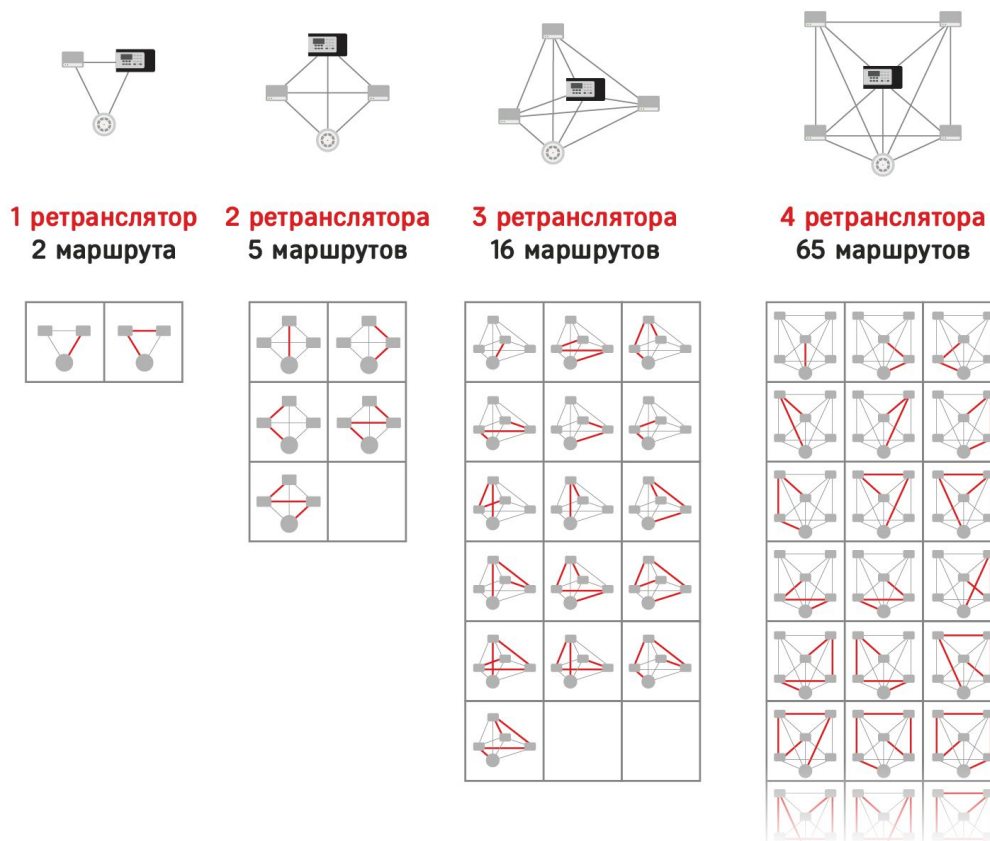 1 ретранслятор
2 маршрута
2 ретранслятора
5 маршрутов
3 ретранслятора
16 маршрутов
4 ретранслятора
65 маршрутов